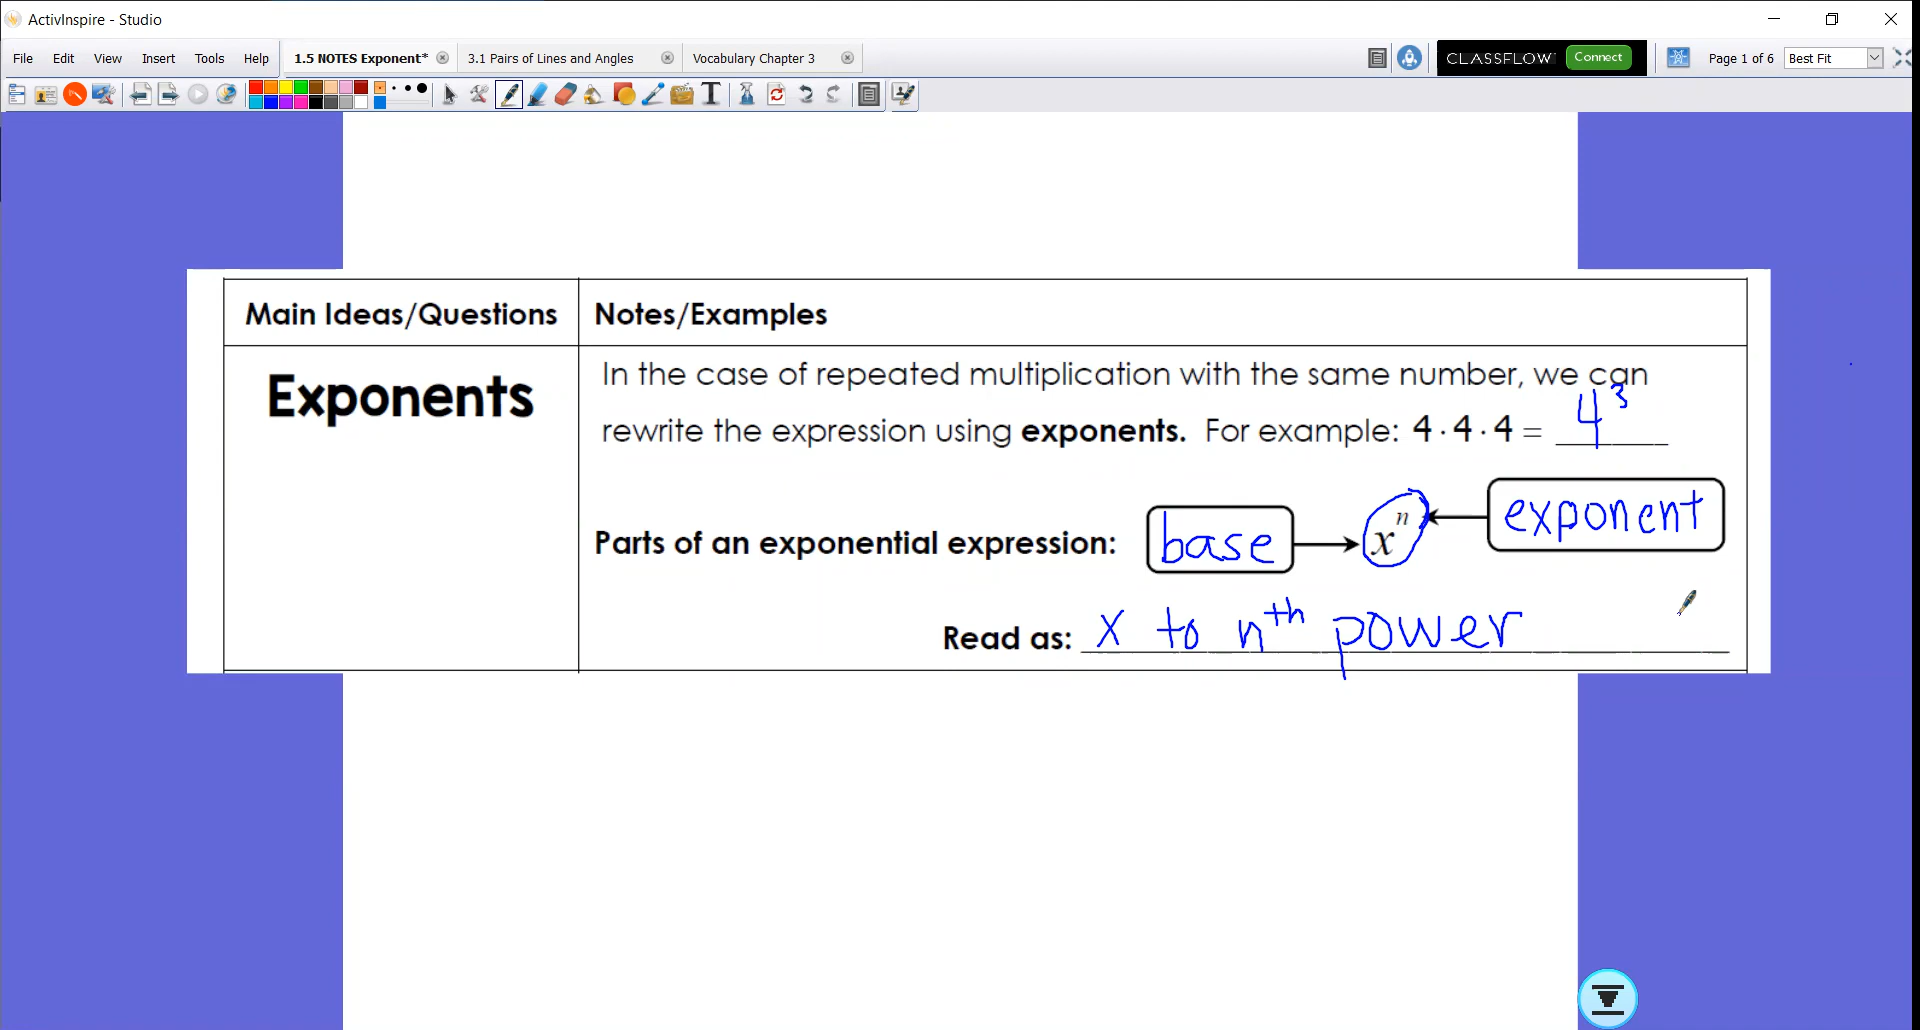 ActivInspire - Studio
File Edit View Insert Tools Help 1.5 NOTES Exponent* 3.1 Pairs of Lines and Angles Vocabulary Chapter 3 CLASSFLOW Connect Page 1 of 6 Best Fit
T
Main Ideas/Questions Notes/Examples
Exponents
In the case of repeated multiplication with the same number, we can
rewrite the expression using exponents. For example: 4 · 4 · 4 = 4³
Parts of an exponential expression: base xⁿ exponent
Read as: x to nᵗʰ power